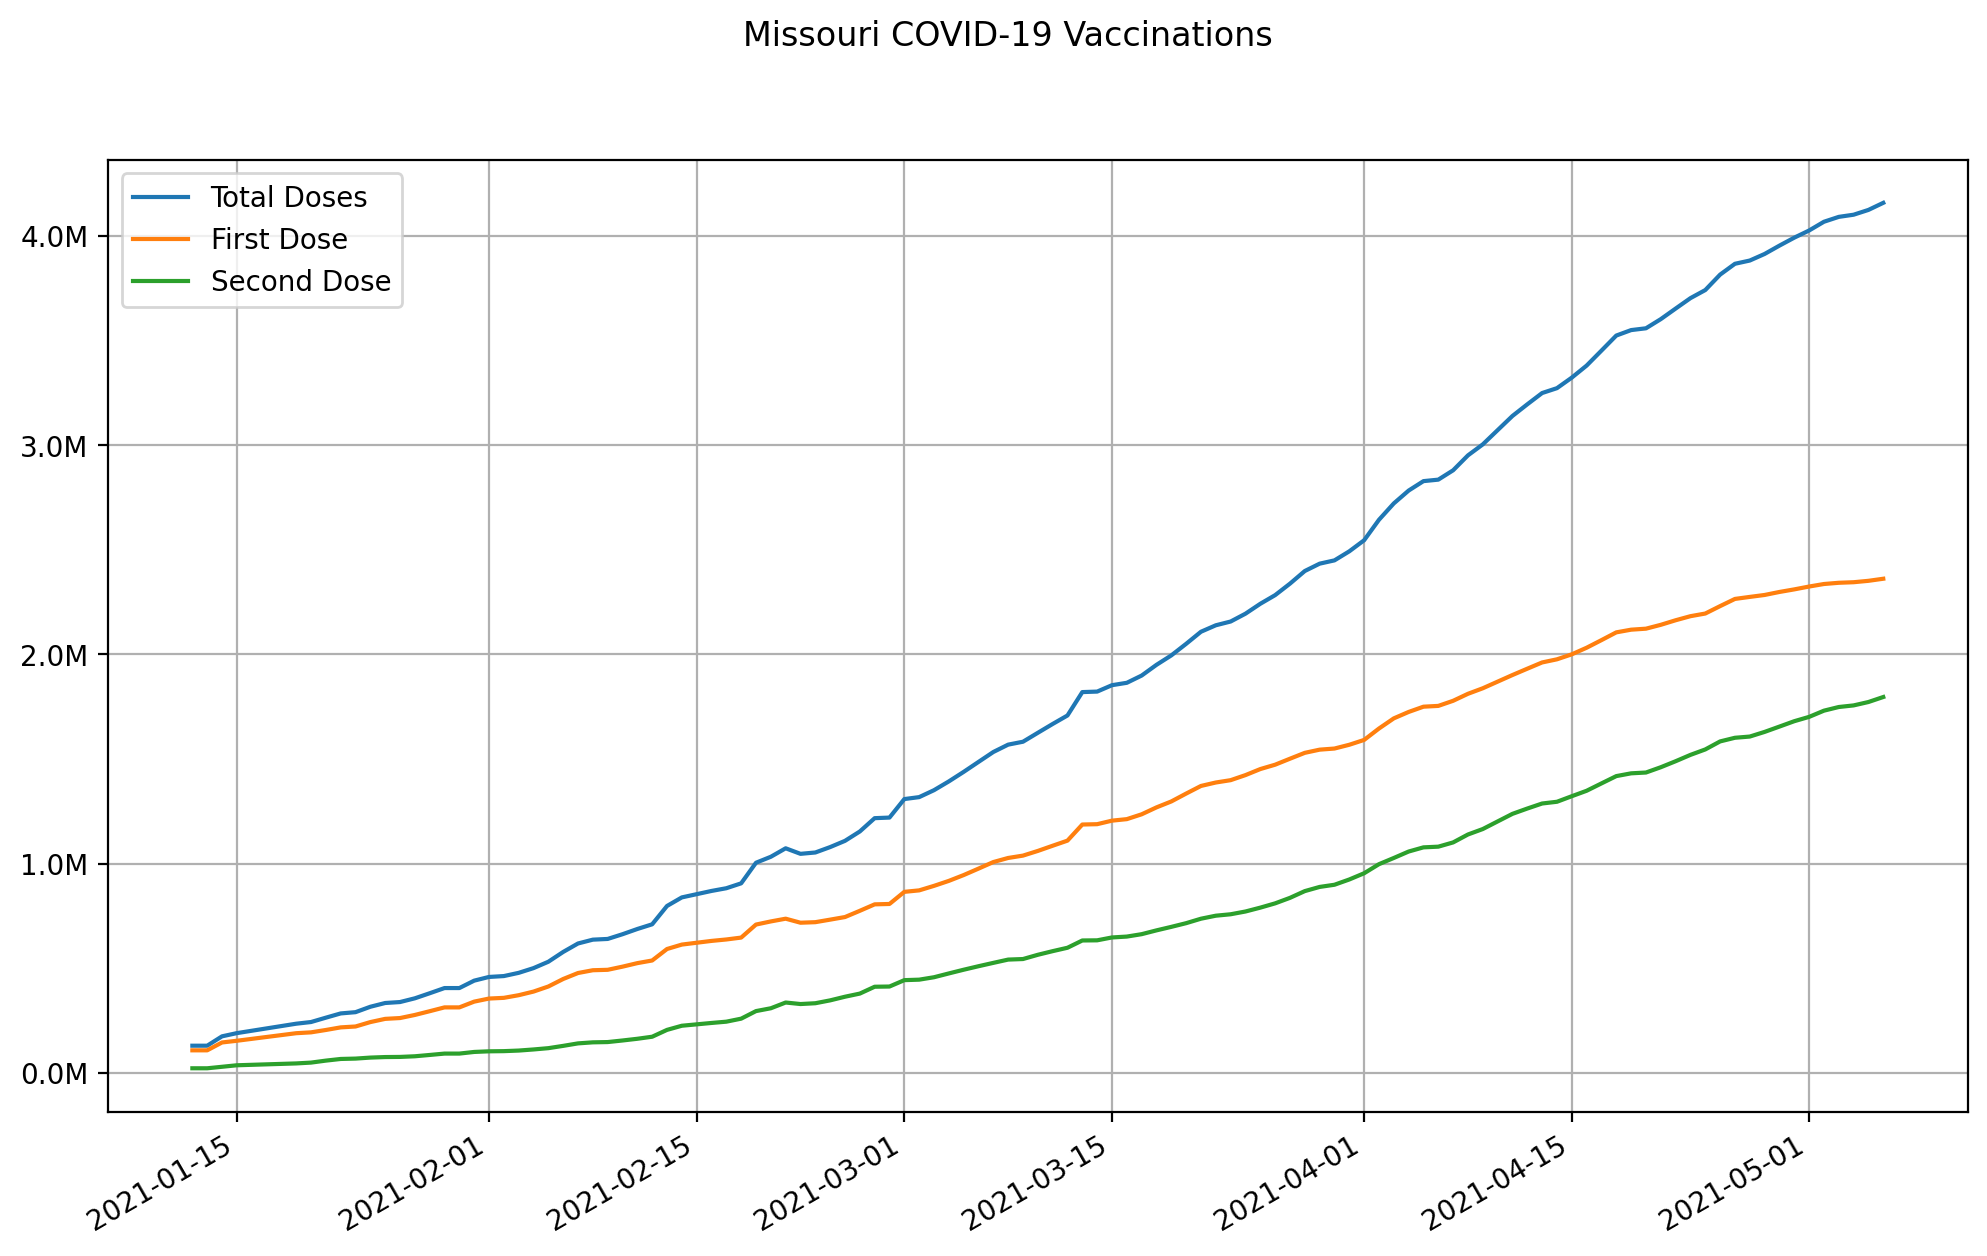 Missouri COVID-19 Vaccinations
Total Doses
First Dose
Second Dose
4.0M
3.0M
2.0M
1.0M
0.0M
2021-01-15
2021-02-01
2021-02-15
2021-03-01
2021-03-15
2021-04-01
2021-04-15
2021-05-01